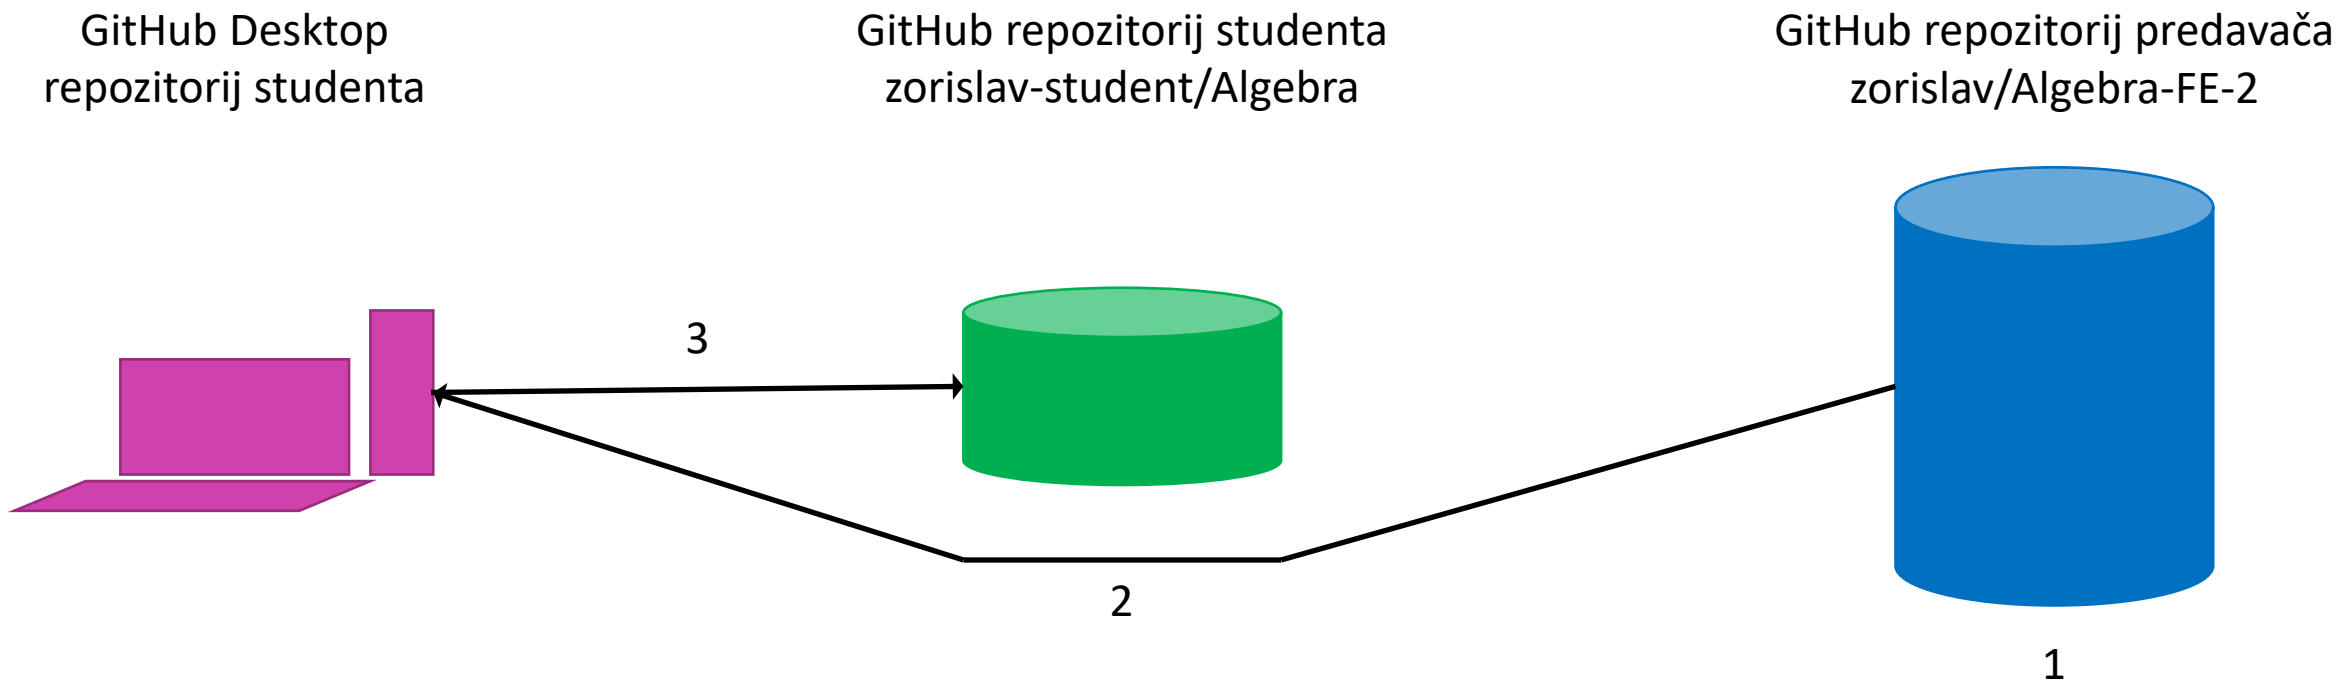 GitHub Desktop
repozitorij studenta
GitHub repozitorij studenta
zorislav-student/Algebra
GitHub repozitorij predavača
zorislav/Algebra-FE-2
3
2
1